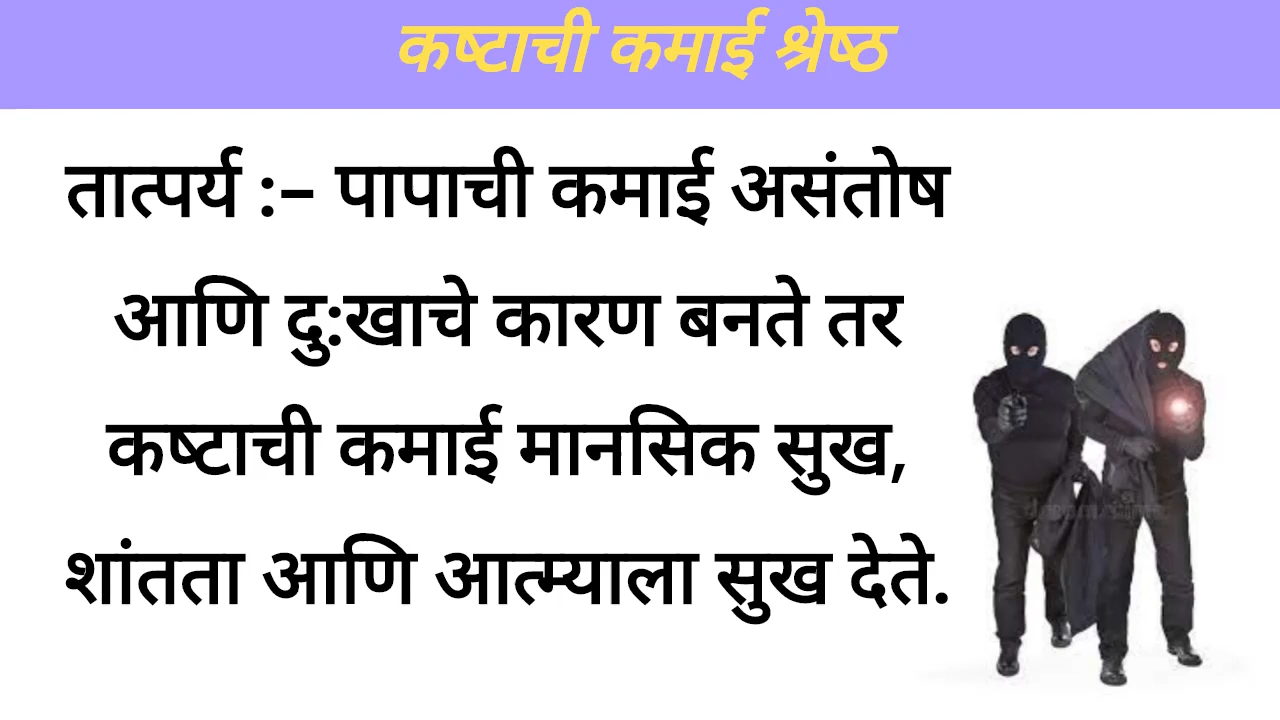 कष्टाची कमाई श्रेष्ठ
तात्पर्य :– पापाची कमाई असंतोष
आणि दु:खाचे कारण बनते तर
कष्टाची कमाई मानसिक सुख,
शांतता आणि आत्म्याला सुख देते.